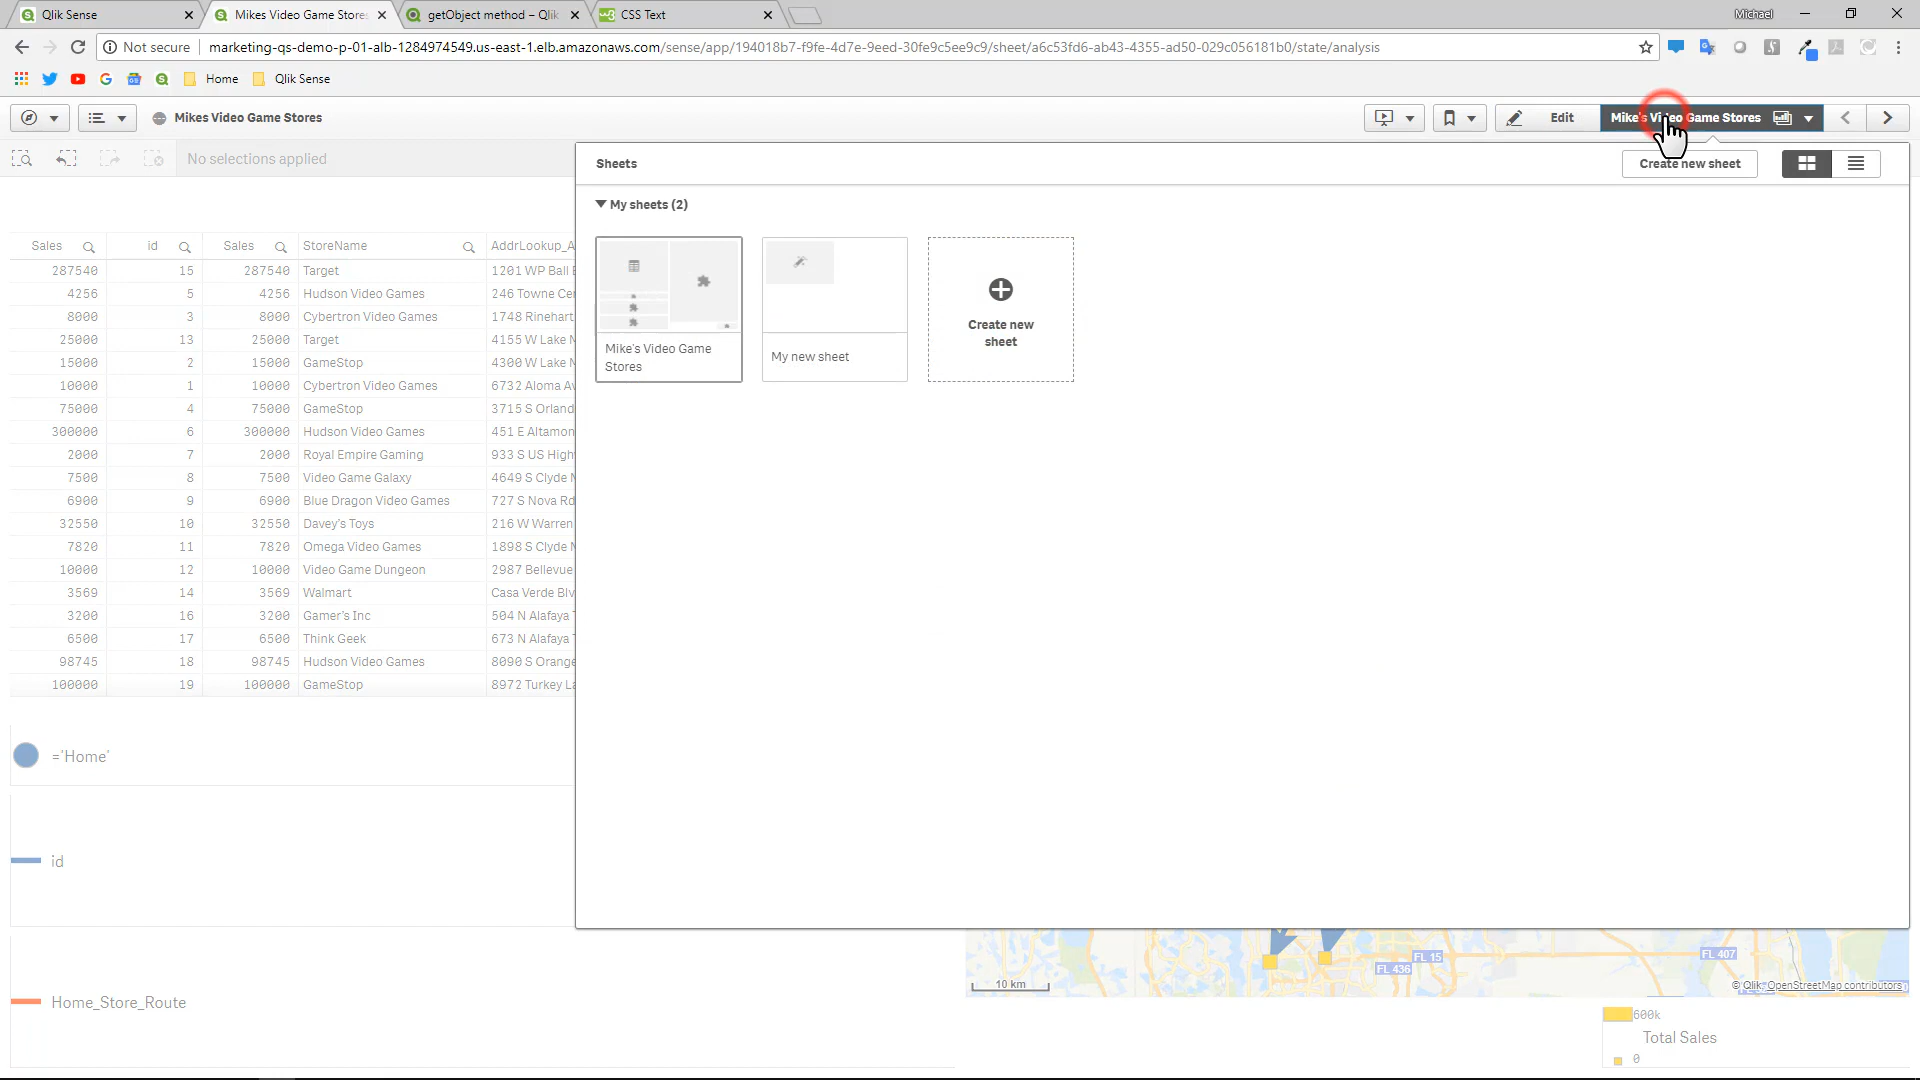 Qlik Sense
Mikes Video Game Stores
getObject method – Qlik
CSS Text
Michael
Not secure
marketing-qs-demo-p-01-alb-1284974549.us-east-1.elb.amazonaws.com/sense/app/194018b7-f9fe-4d7e-9eed-30fe9c5ee9c9/sheet/a6c53fd6-ab43-4355-ad50-029c056181b0/state/analysis
Home
Qlik Sense
Mikes Video Game Stores
Edit
Mike's Video Game Stores
No selections applied
Sheets
Create new sheet
My sheets (2)
Mike's Video Game
Stores
My new sheet
Create new
sheet
Sales id Sales StoreName AddrLookup_A
287540 15 287540 Target 1201 WP Ball
4256 5 4256 Hudson Video Games 246 Towne Cen
8000 3 8000 Cybertron Video Games 1748 Rinehart
25000 13 25000 Target 4155 W Lake
15000 2 15000 GameStop 4300 W Lake
10000 1 10000 Cybertron Video Games 6732 Aloma Av
75000 4 75000 GameStop 3715 S Orland
300000 6 300000 Hudson Video Games 451 E Altamon
2000 7 2000 Royal Empire Gaming 933 S US High
7500 8 7500 Video Game Galaxy 4649 S Clyde
6900 9 6900 Blue Dragon Video Games 727 S Nova Rd
32550 10 32550 Davey's Toys 216 W Warren
7820 11 7820 Omega Video Games 1898 S Clyde
10000 12 10000 Video Game Dungeon 2987 Bellevue
3569 14 3569 Walmart Casa Verde Blv
3200 16 3200 Gamer's Inc 504 N Alafaya
6500 17 6500 Think Geek 673 N Alafaya
98745 18 98745 Hudson Video Games 8090 S Orange
100000 19 100000 GameStop 8972 Turkey La
='Home'
id
Home_Store_Route
FL 15
FL 436
FL 407
10 km
© Qlik, OpenStreetMap contributors
600k
Total Sales
0